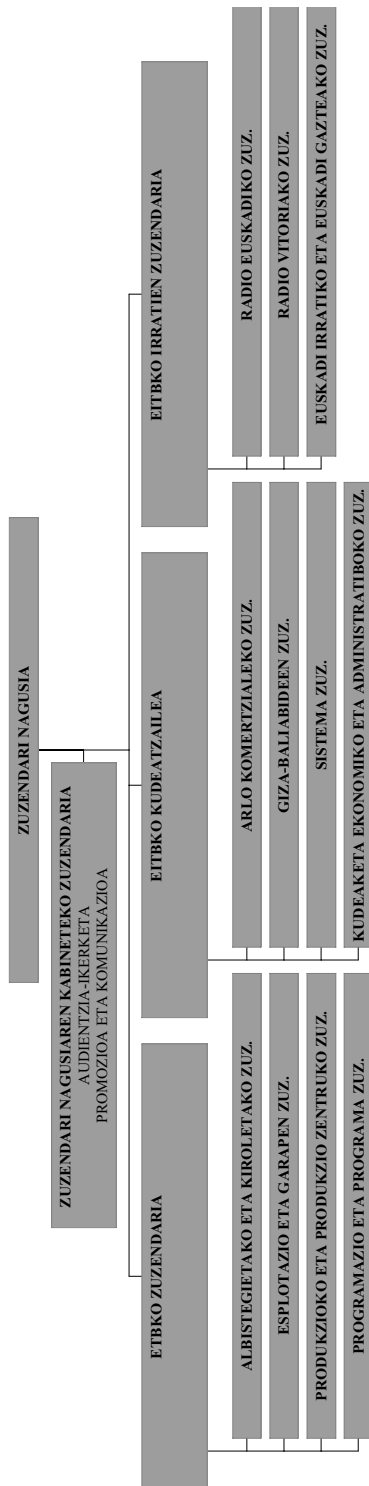 ZUZENDARI NAGUSIA
ZUZENDARI NAGUSIAREN KABINETEKO ZUZENDARIA
AUDIENTZIA-IKERKETA
PROMOZIOA ETA KOMUNIKAZIOA
ETBKO ZUZENDARIA
ALBISTEGIETAKO ETA KIROLETAKO ZUZ.
ESPLOTAZIO ETA GARAPEN ZUZ.
PRODUKZIOKO ETA PRODUKZIO ZENTRUKO ZUZ.
PROGRAMAZIO ETA PROGRAMA ZUZ.
EITBKO KUDEATZAILEA
ARLO KOMERTZIALEKO ZUZ.
GIZA-BALIABIDEEN ZUZ.
SISTEMA ZUZ.
KUDEAKETA EKONOMIKO ETA ADMINISTRATIBOKO ZUZ.
EITBKO IRRATIEN ZUZENDARIA
RADIO EUSKADIKO ZUZ.
RADIO VITORIAKO ZUZ.
EUSKADI IRRATIKO ETA EUSKADI GAZTEAKO ZUZ.